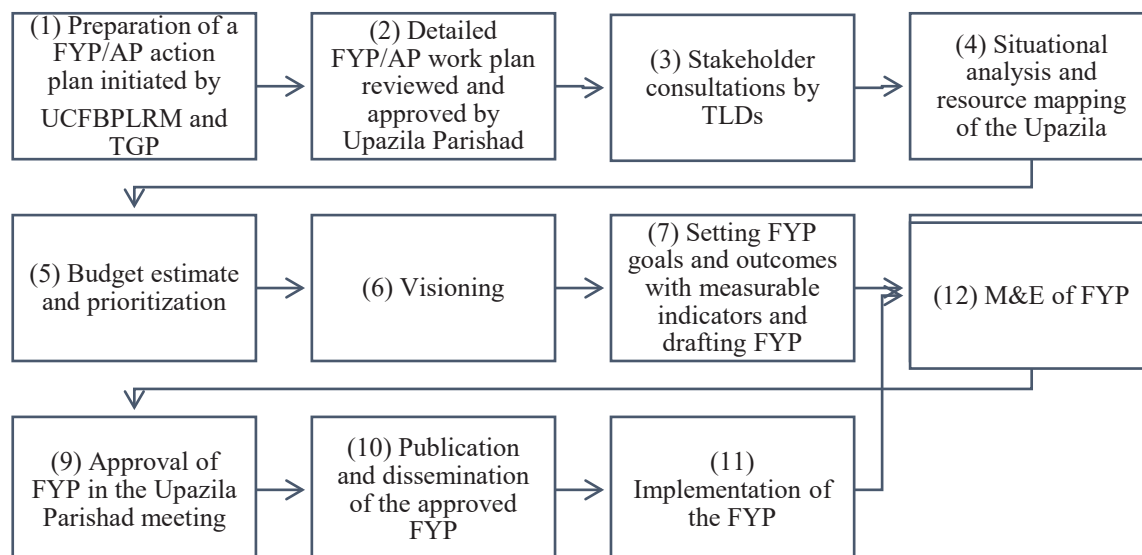 (1) Preparation of a
FYP/AP action
plan initiated by
UCFBPLRM and
TGP
(2) Detailed
FYP/AP work plan
reviewed and
approved by
Upazila Parishad
(3) Stakeholder
consultations by
TLDs
(4) Situational
analysis and
resource mapping
of the Upazila
(5) Budget estimate
and prioritization
(6) Visioning
(7) Setting FYP
goals and outcomes
with measurable
indicators and
drafting FYP
(12) M&E of FYP
(9) Approval of
FYP in the Upazila
Parishad meeting
(10) Publication
and dissemination
of the approved
FYP
(11)
Implementation of
the FYP